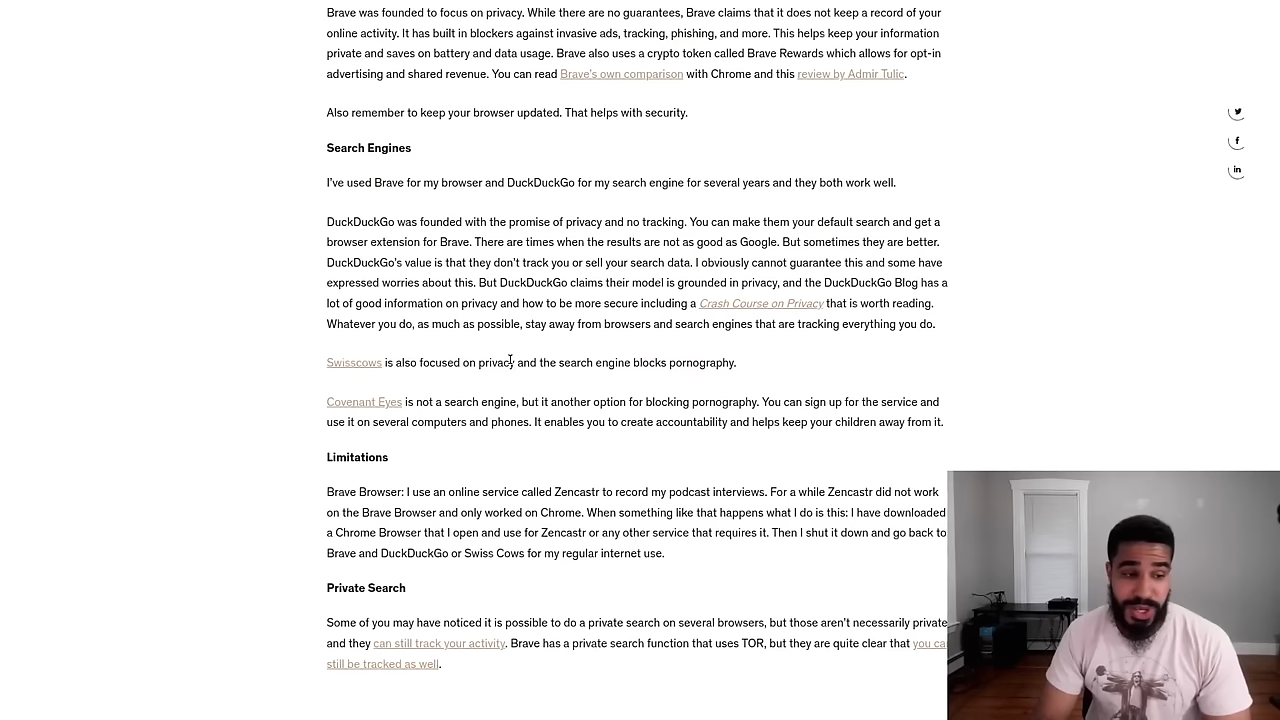 Brave was founded to focus on privacy. While there are no guarantees, Brave claims that it does not keep a record of your
online activity. It has built in blockers against invasive ads, tracking, phishing, and more. This helps keep your information
private and saves on battery and data usage. Brave also uses a crypto token called Brave Rewards which allows for opt-in
advertising and shared revenue. You can read Brave’s own comparison with Chrome and this review by Admir Tulic.
Also remember to keep your browser updated. That helps with security.
Search Engines
I’ve used Brave for my browser and DuckDuckGo for my search engine for several years and they both work well.
DuckDuckGo was founded with the promise of privacy and no tracking. You can make them your default search and get a
browser extension for Brave. There are times when the results are not as good as Google. But sometimes they are better.
DuckDuckGo’s value is that they don’t track you or sell your search data. I obviously cannot guarantee this and some have
expressed worries about this. But DuckDuckGo claims their model is grounded in privacy, and the DuckDuckGo Blog has a
lot of good information on privacy and how to be more secure including a Crash Course on Privacy that is worth reading.
Whatever you do, as much as possible, stay away from browsers and search engines that are tracking everything you do.
Swisscows is also focused on privacy and the search engine blocks pornography.
Covenant Eyes is not a search engine, but it another option for blocking pornography. You can sign up for the service and
use it on several computers and phones. It enables you to create accountability and helps keep your children away from it.
Limitations
Brave Browser: I use an online service called Zencastr to record my podcast interviews. For a while Zencastr did not work
on the Brave Browser and only worked on Chrome. When something like that happens what I do is this: I have downloaded
a Chrome Browser that I open and use for Zencastr or any other service that requires it. Then I shut it down and go back to
Brave and DuckDuckGo or Swiss Cows for my regular internet use.
Private Search
Some of you may have noticed it is possible to do a private search on several browsers, but those aren’t necessarily private
and they can still track your activity. Brave has a private search function that uses TOR, but they are quite clear that you ca
still be tracked as well.